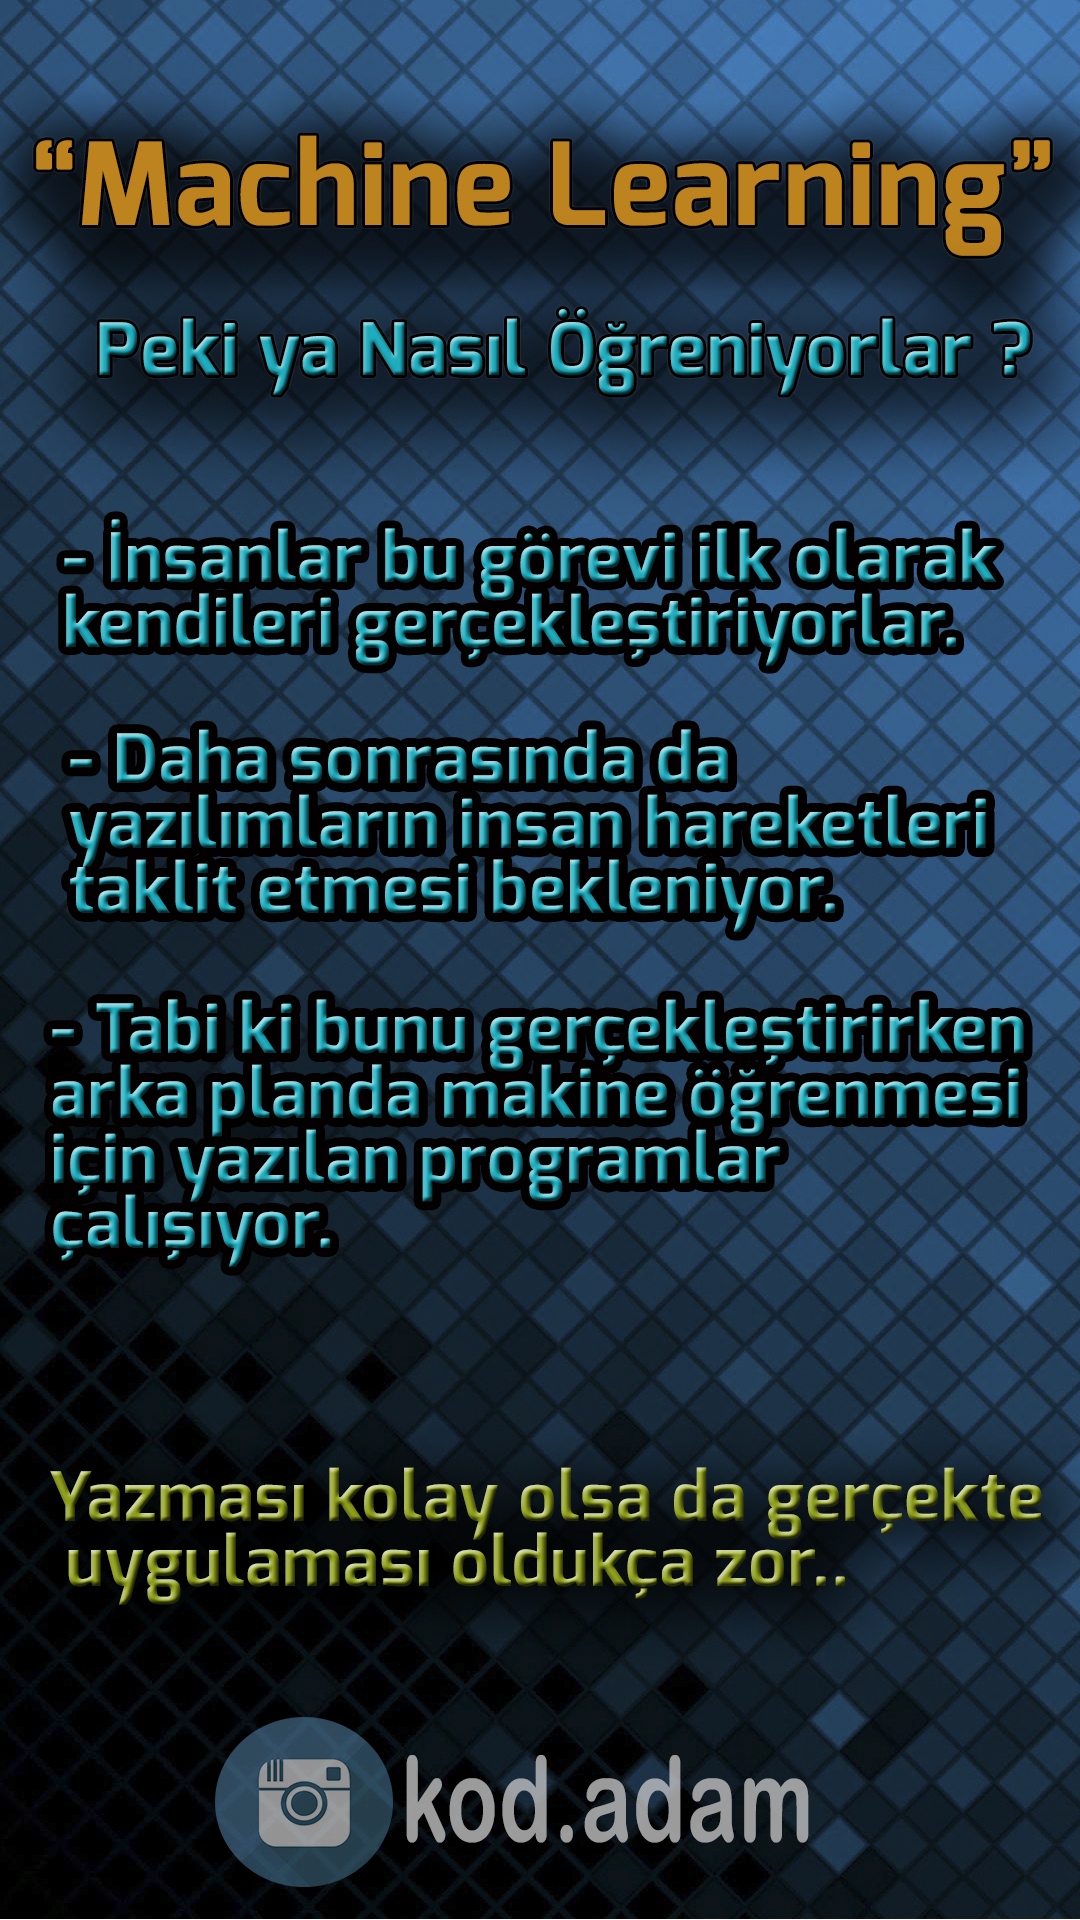 “Machine Learning”
Peki ya Nasıl Öğreniyorlar ?
- İnsanlar bu görevi ilk olarak
kendileri gerçekleştiriyorlar.
- Daha sonrasında da
yazılımların insan hareketleri
taklit etmesi bekleniyor.
- Tabi ki bunu gerçekleştirirken
arka planda makine öğrenmesi
için yazılan programlar
çalışıyor.
Yazması kolay olsa da gerçekte
uygulaması oldukça zor..
kod.adam